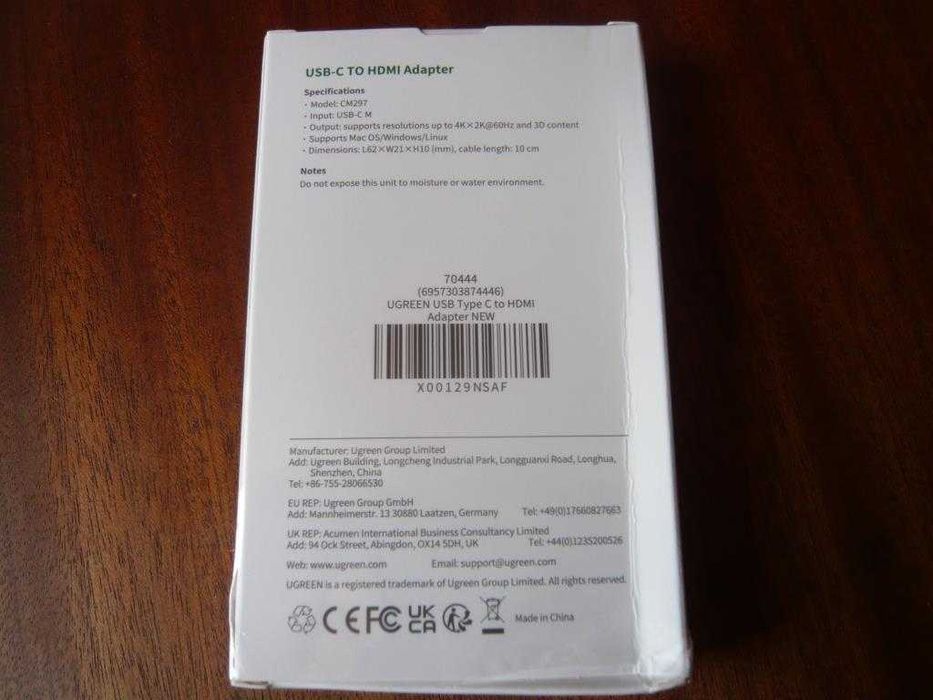 USB-C TO HDMI Adapter
Specifications
· Model: CM297
· Input: USB-C M
· Output: supports resolutions up to 4K×2K@60Hz and 3D content
· Supports Mac OS/Windows/Linux
· Dimensions: L62×W21×H10 (mm), cable length: 10 cm
Notes
Do not expose this unit to moisture or water environment.
70444
(6957303874446)
UGREEN USB Type C to HDMI
Adapter NEW
X00129NSAF
Manufacturer: Ugreen Group Limited
Add: Ugreen Building, Longcheng Industrial Park, Longguanxi Road, Longhua,
Shenzhen, China
Tel: +86-755-28066530
EU REP: Ugreen Group GmbH
Add: Mannheimerstr. 13 30880 Laatzen, Germany Tel: +49(0)17660827663
UK REP: Acumen International Business Consultancy Limited
Add: 94 Ock Street, Abingdon, OX14 5DH, UK Tel: +44(0)1235200526
Web: www.ugreen.com Email: support@ugreen.com
UGREEN is a registered trademark of Ugreen Group Limited. All rights reserved.
CE FC UK CA Made in China